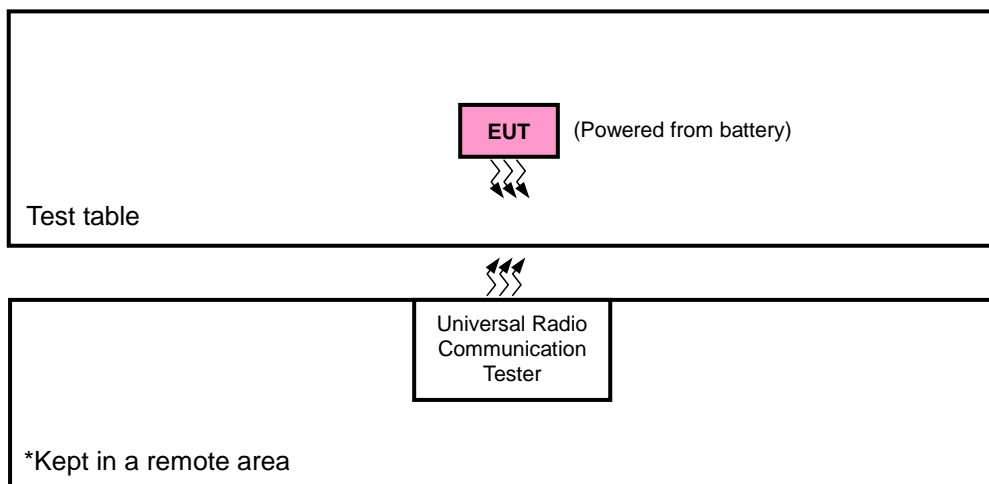 EUT
(Powered from battery)
Test table
Universal Radio
Communication
Tester
*Kept in a remote area